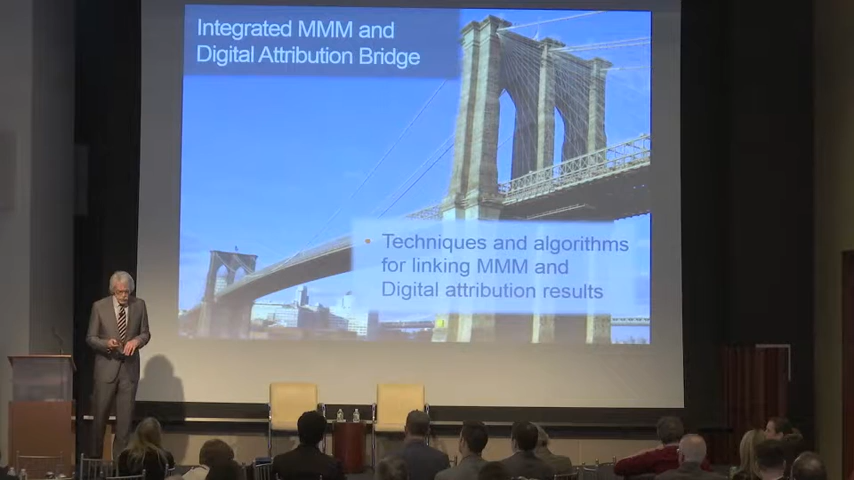 Integrated MMM and
Digital Attribution Bridge
Techniques and algorithms
for linking MMM and
Digital attribution results